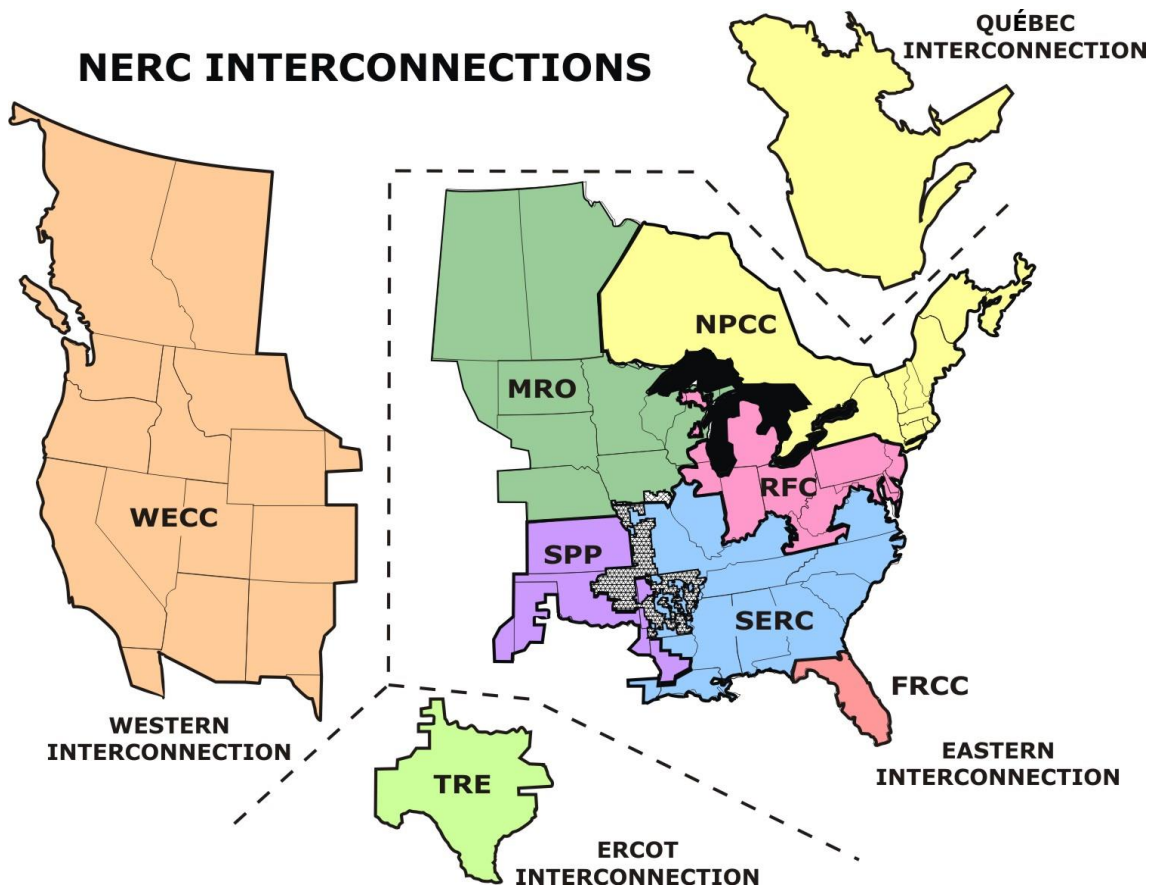 NERC INTERCONNECTIONS
QUÉBEC
INTERCONNECTION
NPCC
MRO
RFC
WECC
SPP
SERC
FRCC
WESTERN
INTERCONNECTION
EASTERN
INTERCONNECTION
TRE
ERCOT
INTERCONNECTION